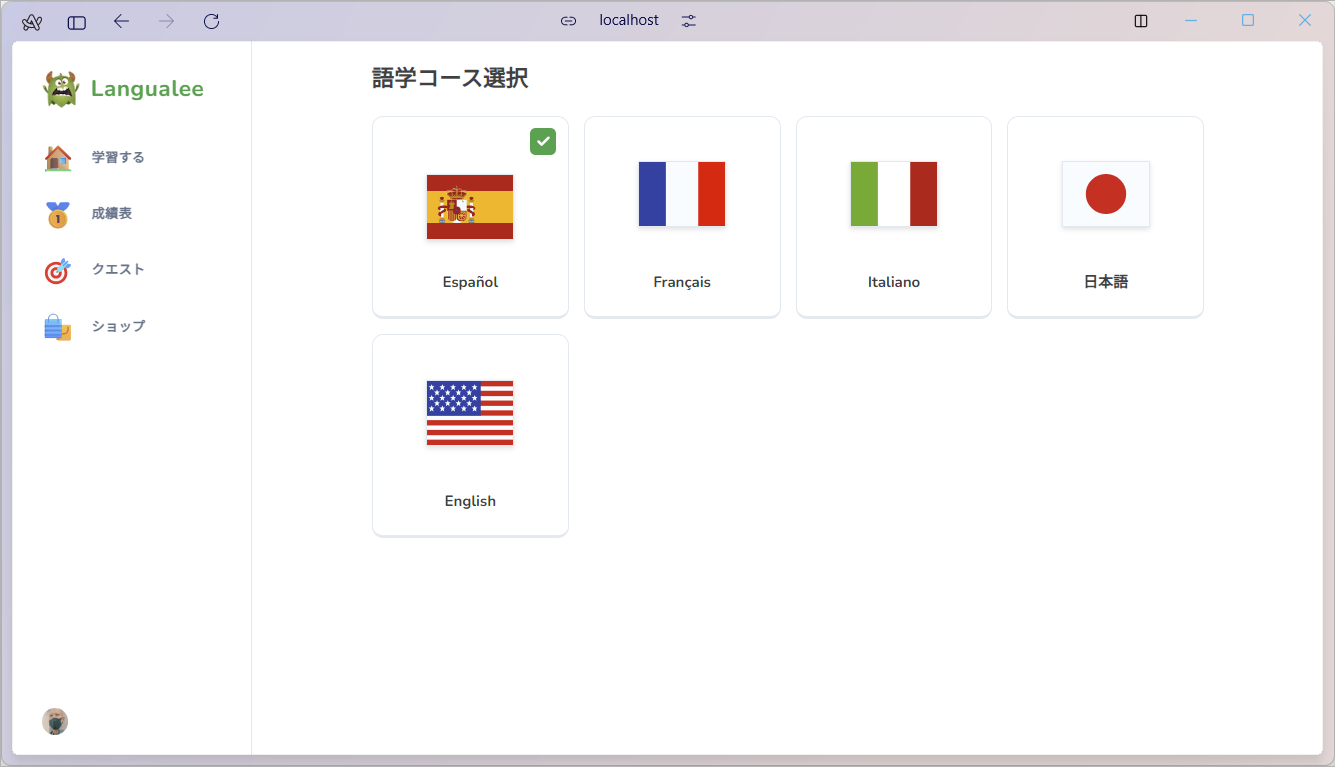 localhost
Langualee
学習する
成績表
クエスト
ショップ
語学コース選択
Español
Français
Italiano
日本語
English